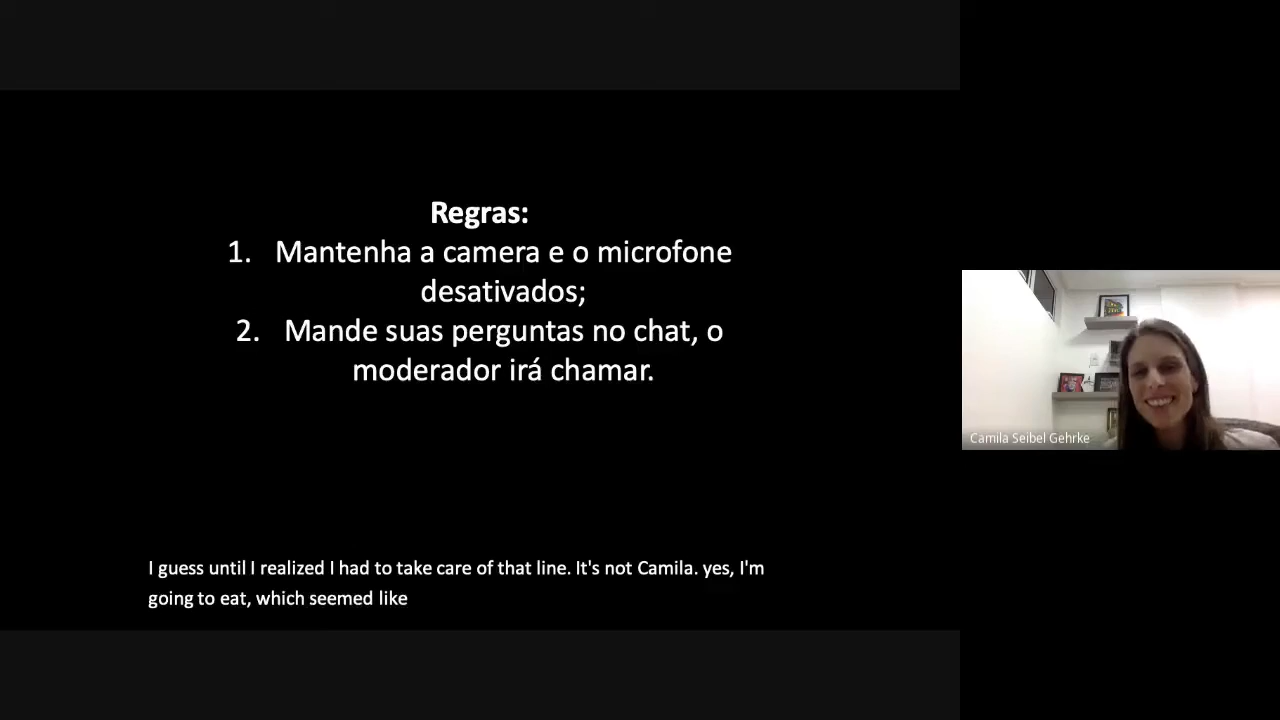 Regras:
1. Mantenha a camera e o microfone
desativados;
2. Mande suas perguntas no chat, o
moderador irá chamar.
Camila Seibel Gehrke
I guess until I realized I had to take care of that line. It's not Camila. yes, I'm
going to eat, which seemed like